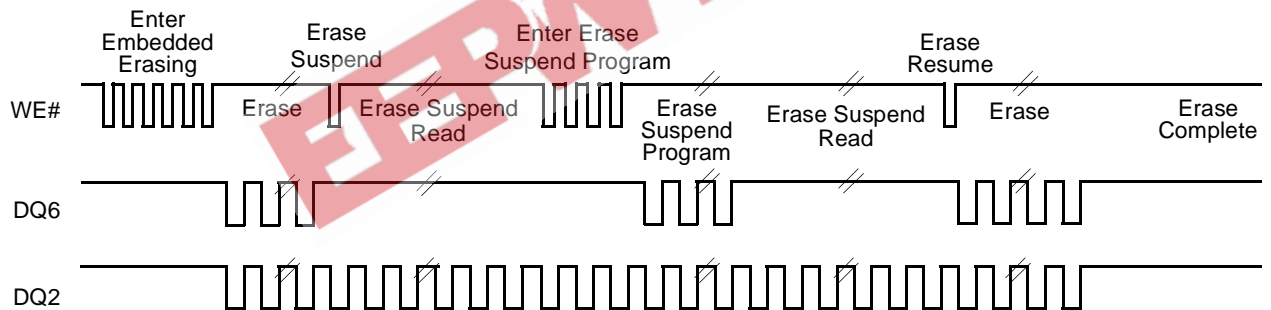 Enter
Embedded
Erasing
Erase
Suspend
Enter Erase
Suspend Program
Erase
Resume
WE#
Erase
Erase Suspend
Read
Erase
Suspend
Program
Erase Suspend
Read
Erase
Erase
Complete
DQ6
DQ2